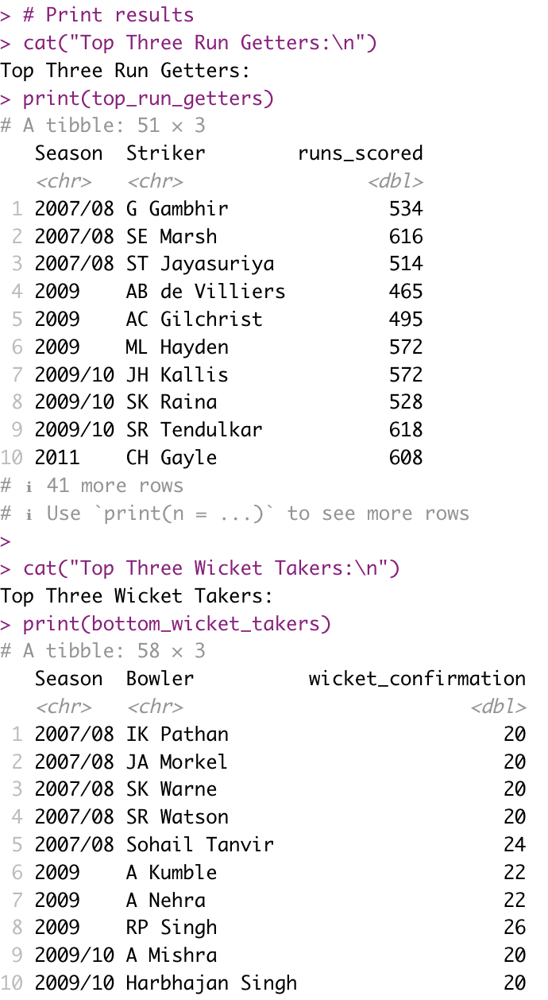 > # Print results
> cat("Top Three Run Getters:\n")
Top Three Run Getters:
> print(top_run_getters)
# A tibble: 51 × 3
   Season  Striker        runs_scored
   <chr>   <chr>                <dbl>
 1 2007/08 G Gambhir              534
 2 2007/08 SE Marsh               616
 3 2007/08 ST Jayasuriya          514
 4 2009    AB de Villiers         465
 5 2009    AC Gilchrist           495
 6 2009    ML Hayden              572
 7 2009/10 JH Kallis              572
 8 2009/10 SK Raina               528
 9 2009/10 SR Tendulkar           618
10 2011    CH Gayle               608
# ℹ 41 more rows
# ℹ Use `print(n = ...)` to see more rows
>
> cat("Top Three Wicket Takers:\n")
Top Three Wicket Takers:
> print(bottom_wicket_takers)
# A tibble: 58 × 3
   Season  Bowler          wicket_confirmation
   <chr>   <chr>                         <dbl>
 1 2007/08 IK Pathan                        20
 2 2007/08 JA Morkel                        20
 3 2007/08 SK Warne                         20
 4 2007/08 SR Watson                        20
 5 2007/08 Sohail Tanvir                    24
 6 2009    A Kumble                         22
 7 2009    A Nehra                          22
 8 2009    RP Singh                         26
 9 2009/10 A Mishra                         20
10 2009/10 Harbhajan Singh                  20